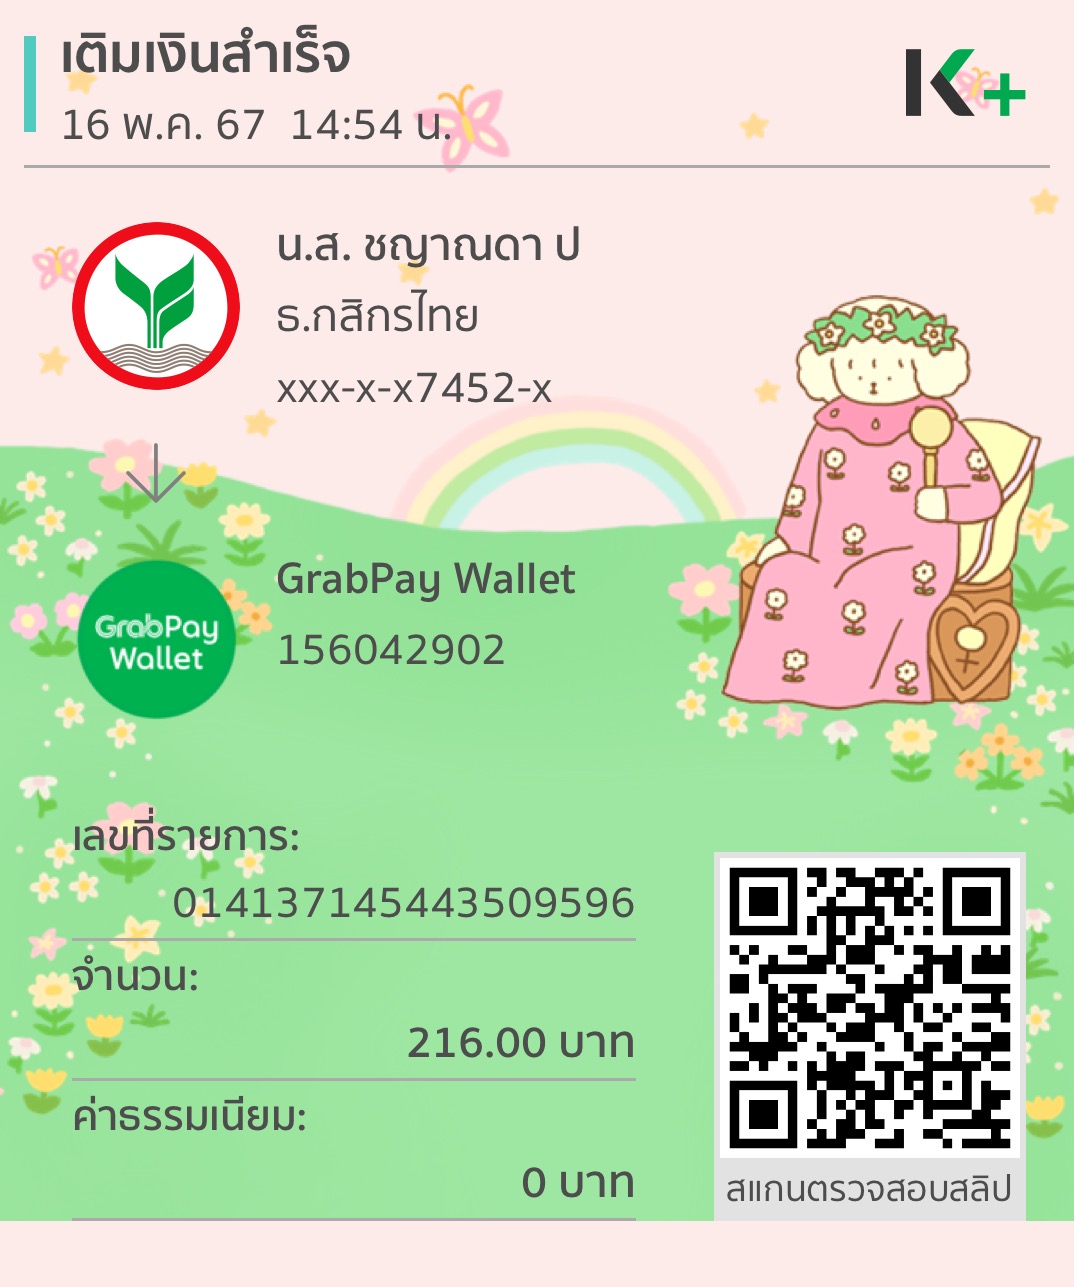 เติมเงินสำเร็จ
16 พ.ค. 67 14:54 น.
K+
น.ส. ชญาณดา ป
ธ.กสิกรไทย
xxx-x-x7452-x
GrabPay Wallet
GrabPay Wallet
156042902
เลขที่รายการ:
014137145443509596
จำนวน:
216.00 บาท
ค่าธรรมเนียม:
0 บาท
สแกนตรวจสอบสลิป